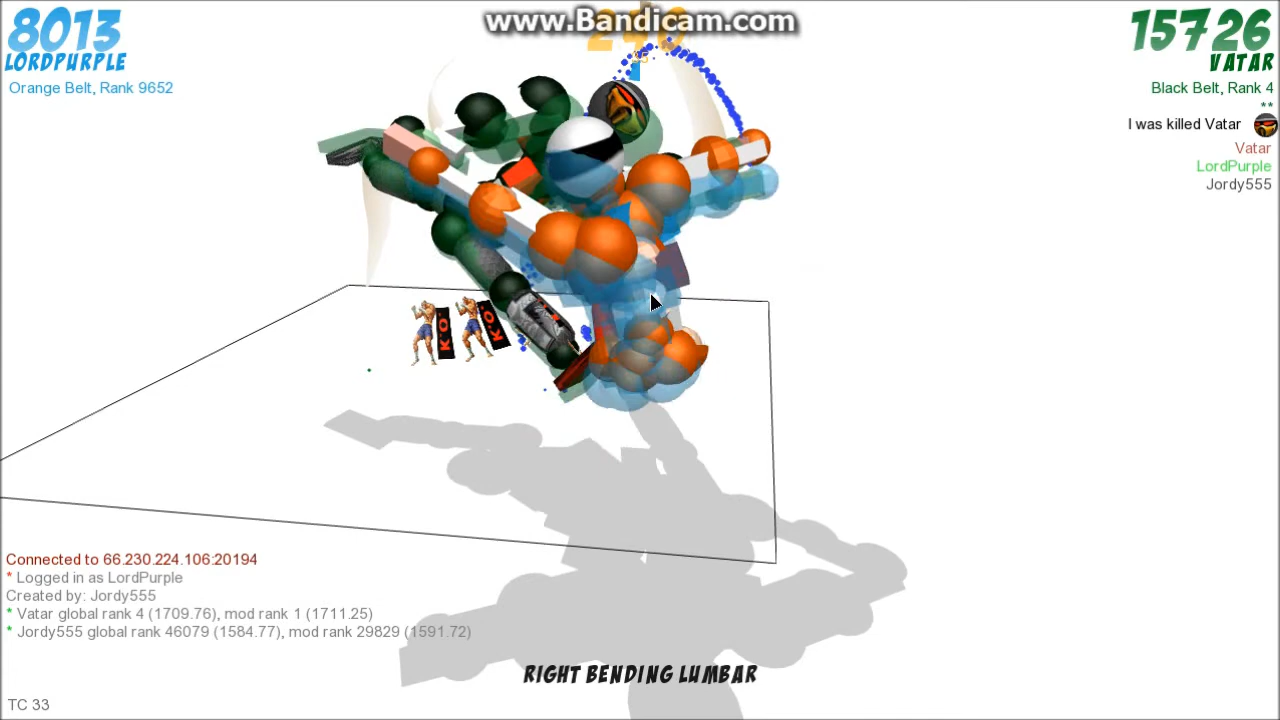 www.Bandicam.com
8013
LORDPURPLE
Orange Belt, Rank 9652
15726
VATAR
Black Belt, Rank 4
**
I was killed Vatar
Vatar
LordPurple
Jordy555
K.O.
K.O.
Connected to 66.230.224.106:20194
* Logged in as LordPurple
Created by: Jordy555
* Vatar global rank 4 (1709.76), mod rank 1 (1711.25)
* Jordy555 global rank 46079 (1584.77), mod rank 29829 (1591.72)
RIGHT BENDING LUMBAR
TC 33